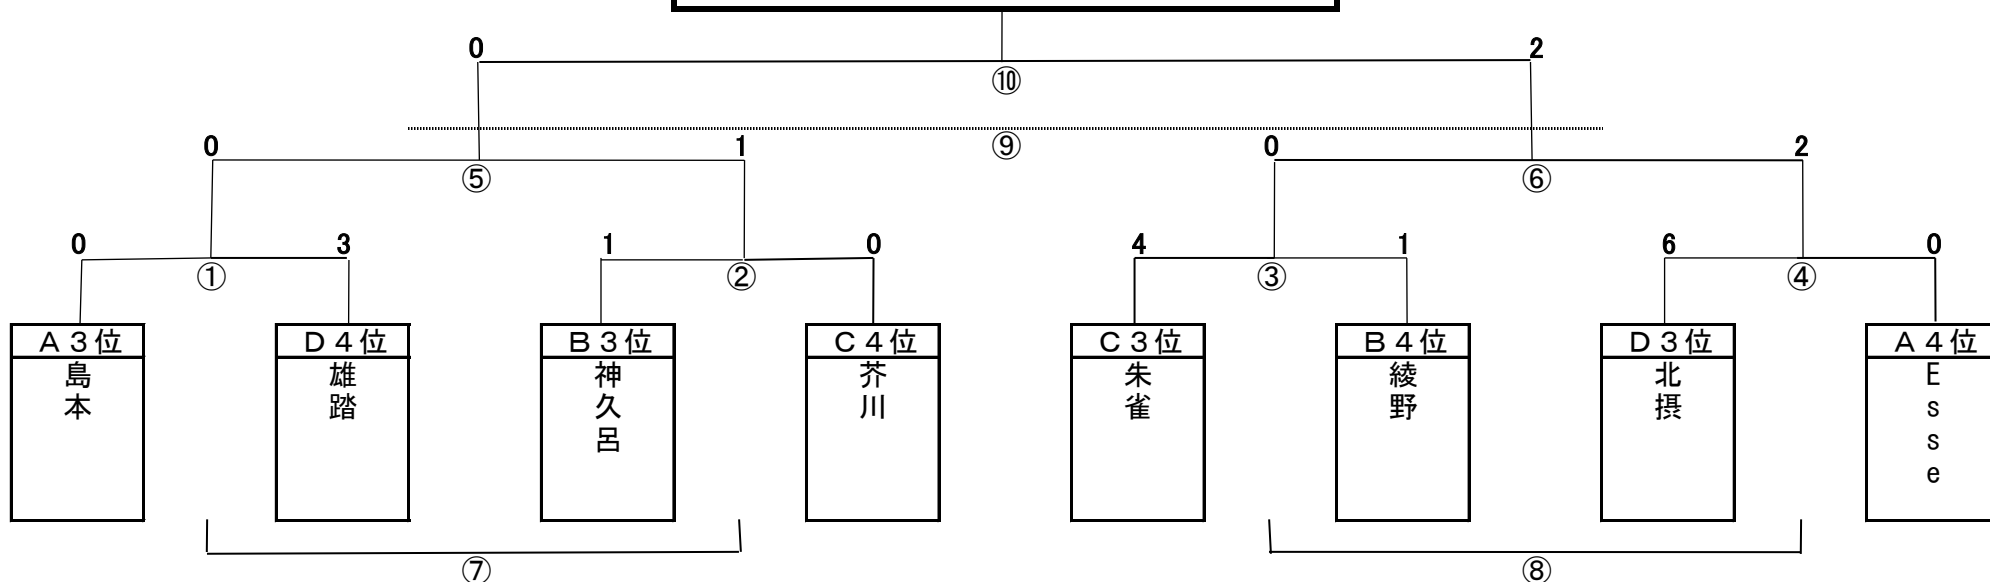 0 2
⑩
0 1 ⑨ 0 2
⑤ ⑥
0 3 1 0 4 1 6 0
① ② ③ ④
A3位 D4位 B3位 C4位 C3位 B4位 D3位 A4位
島本 雄踏 神久呂 芥川 朱雀 綾野 北摂 Esse
⑦ ⑧